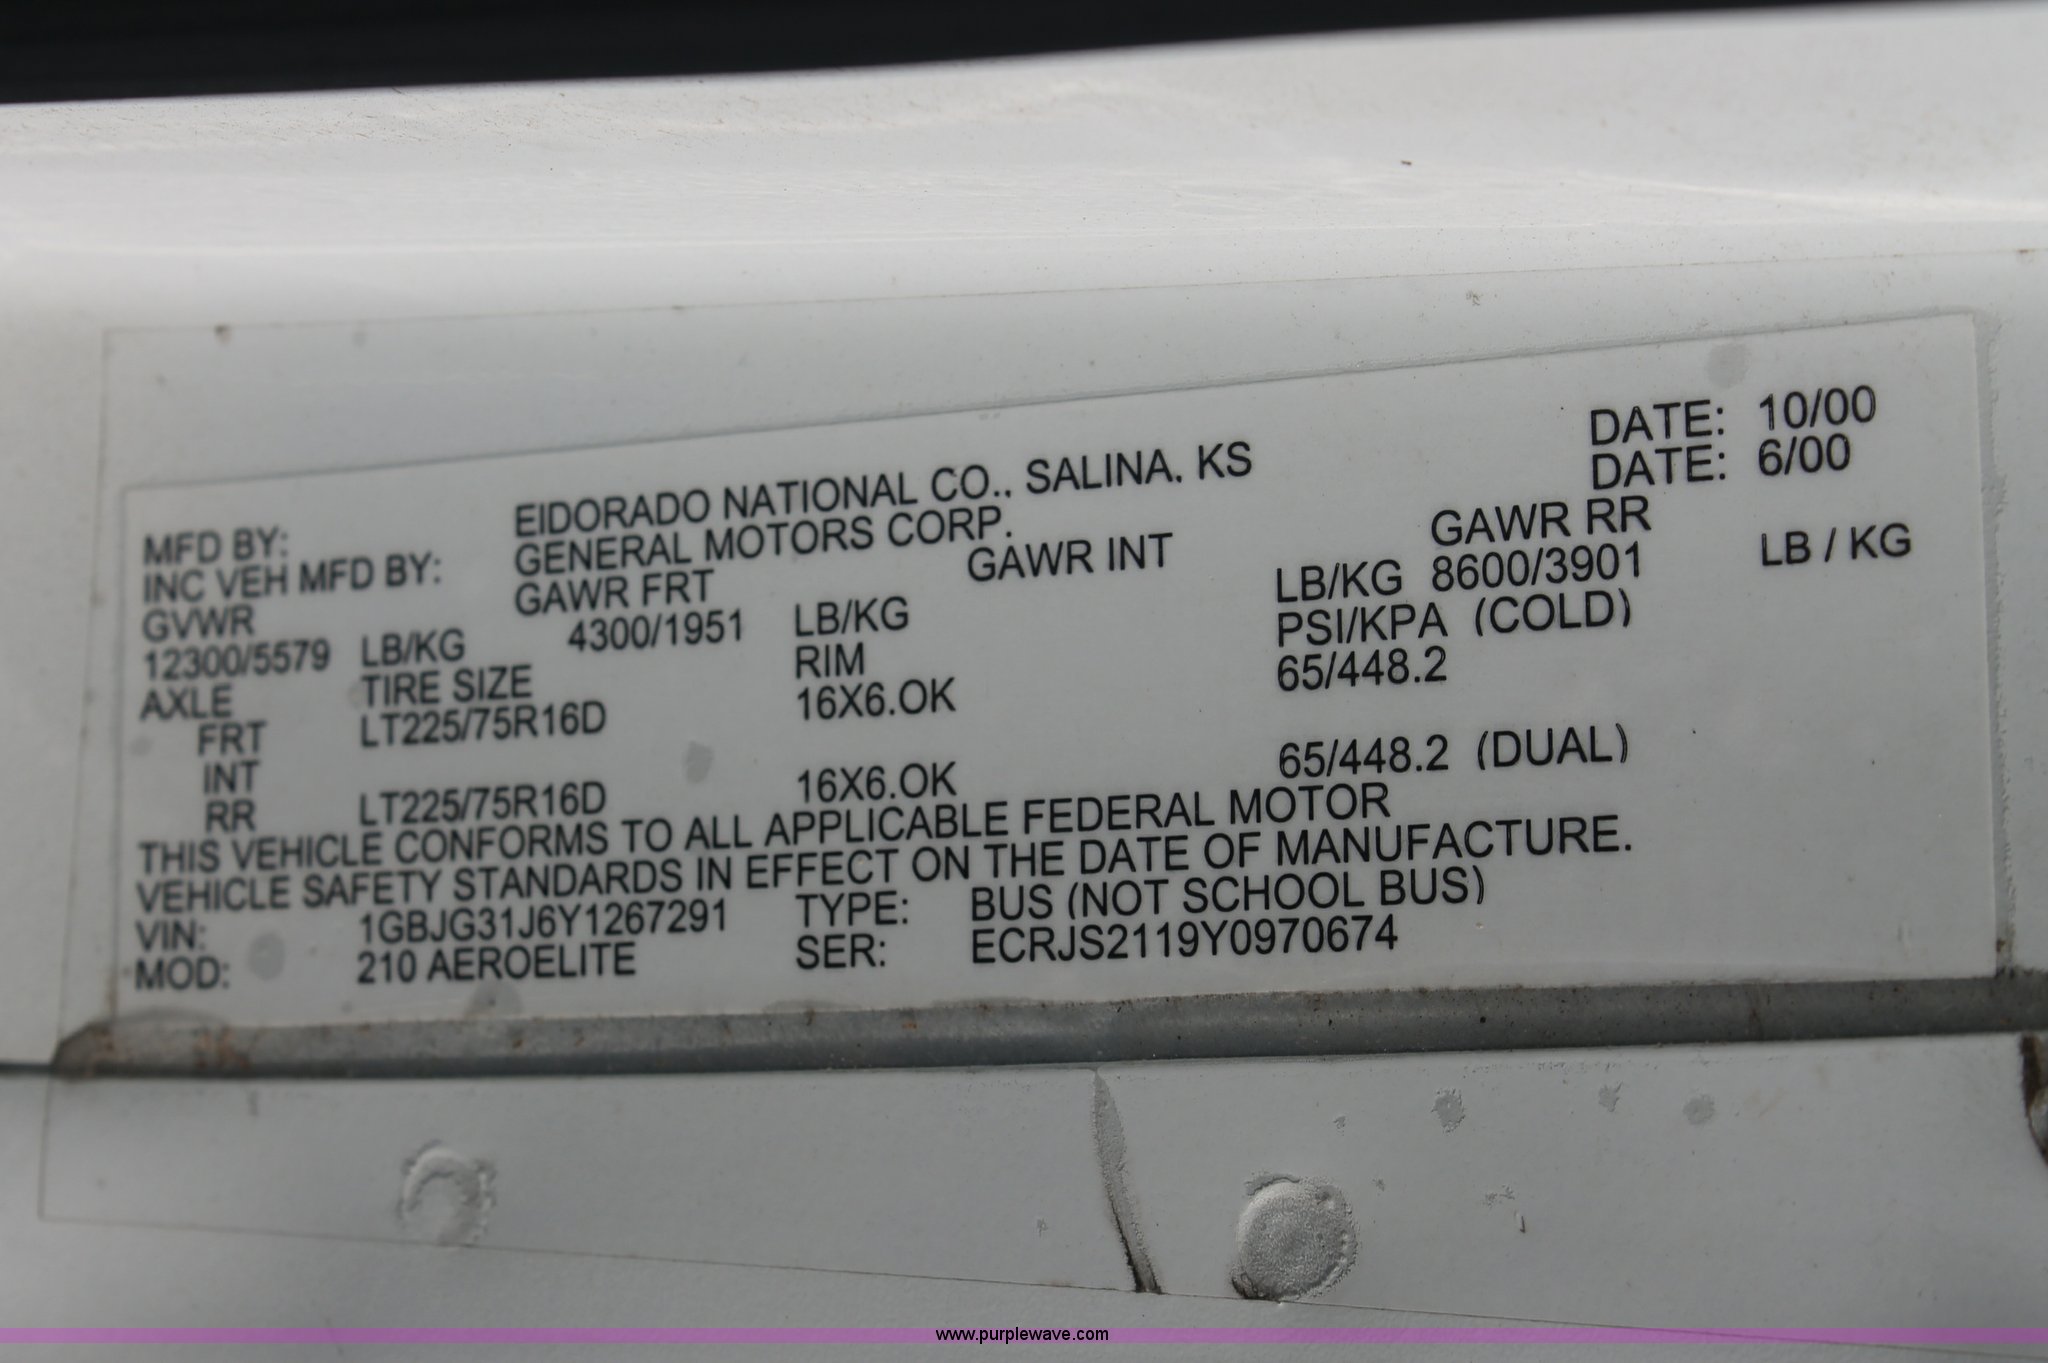 MFD BY: EIDORADO NATIONAL CO., SALINA, KS DATE: 10/00
INC VEH MFD BY: GENERAL MOTORS CORP. DATE: 6/00
GVWR GAWR FRT GAWR INT GAWR RR
12300/5579 LB/KG 4300/1951 LB/KG LB/KG 8600/3901 LB / KG
AXLE TIRE SIZE RIM PSI/KPA (COLD)
FRT LT225/75R16D 16X6.OK 65/448.2
INT
RR LT225/75R16D 16X6.OK 65/448.2 (DUAL)
THIS VEHICLE CONFORMS TO ALL APPLICABLE FEDERAL MOTOR
VEHICLE SAFETY STANDARDS IN EFFECT ON THE DATE OF MANUFACTURE.
VIN: 1GBJG31J6Y1267291 TYPE: BUS (NOT SCHOOL BUS)
MOD: 210 AEROELITE SER: ECRJS2119Y0970674
www.purplewave.com